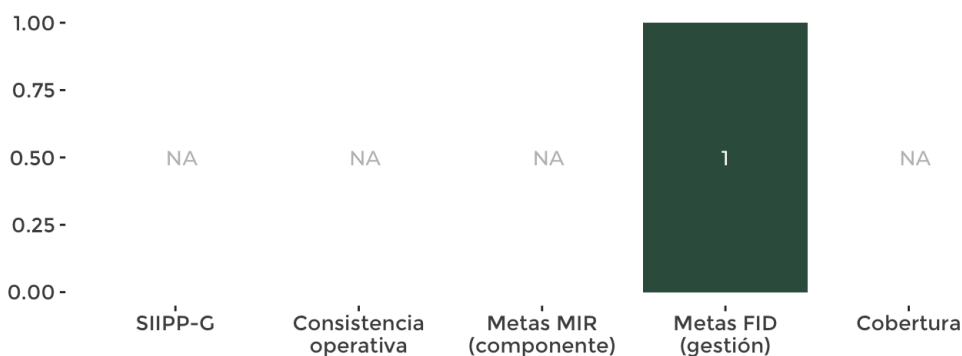 1.00
0.75
0.50
0.25
0.00
NA
NA
NA
1
NA
SIIPP-G
Consistencia
operativa
Metas MIR
(componente)
Metas FID
(gestión)
Cobertura